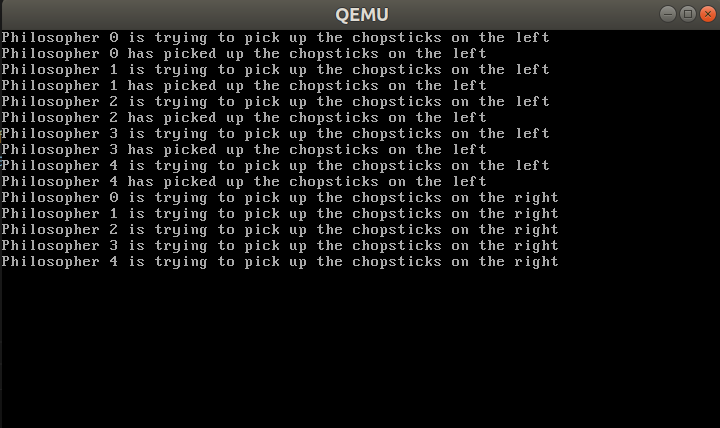 QEMU
Philosopher 0 is trying to pick up the chopsticks on the left
Philosopher 0 has picked up the chopsticks on the left
Philosopher 1 is trying to pick up the chopsticks on the left
Philosopher 1 has picked up the chopsticks on the left
Philosopher 2 is trying to pick up the chopsticks on the left
Philosopher 2 has picked up the chopsticks on the left
Philosopher 3 is trying to pick up the chopsticks on the left
Philosopher 3 has picked up the chopsticks on the left
Philosopher 4 is trying to pick up the chopsticks on the left
Philosopher 4 has picked up the chopsticks on the left
Philosopher 0 is trying to pick up the chopsticks on the right
Philosopher 1 is trying to pick up the chopsticks on the right
Philosopher 2 is trying to pick up the chopsticks on the right
Philosopher 3 is trying to pick up the chopsticks on the right
Philosopher 4 is trying to pick up the chopsticks on the right